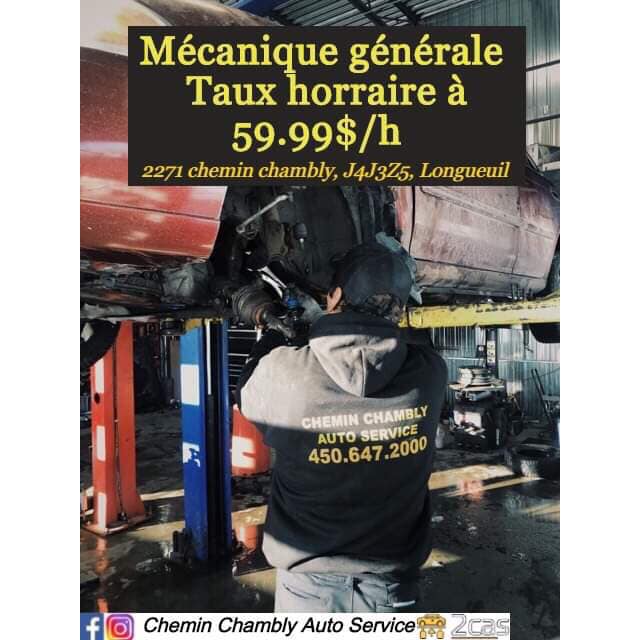 Mécanique générale
Taux horraire à
59.99$/h
2271 chemin chambly, J4J3Z5, Longueuil
CHEMIN CHAMBLY
AUTO SERVICE
450.647.2000
Chemin Chambly Auto Service 2cas